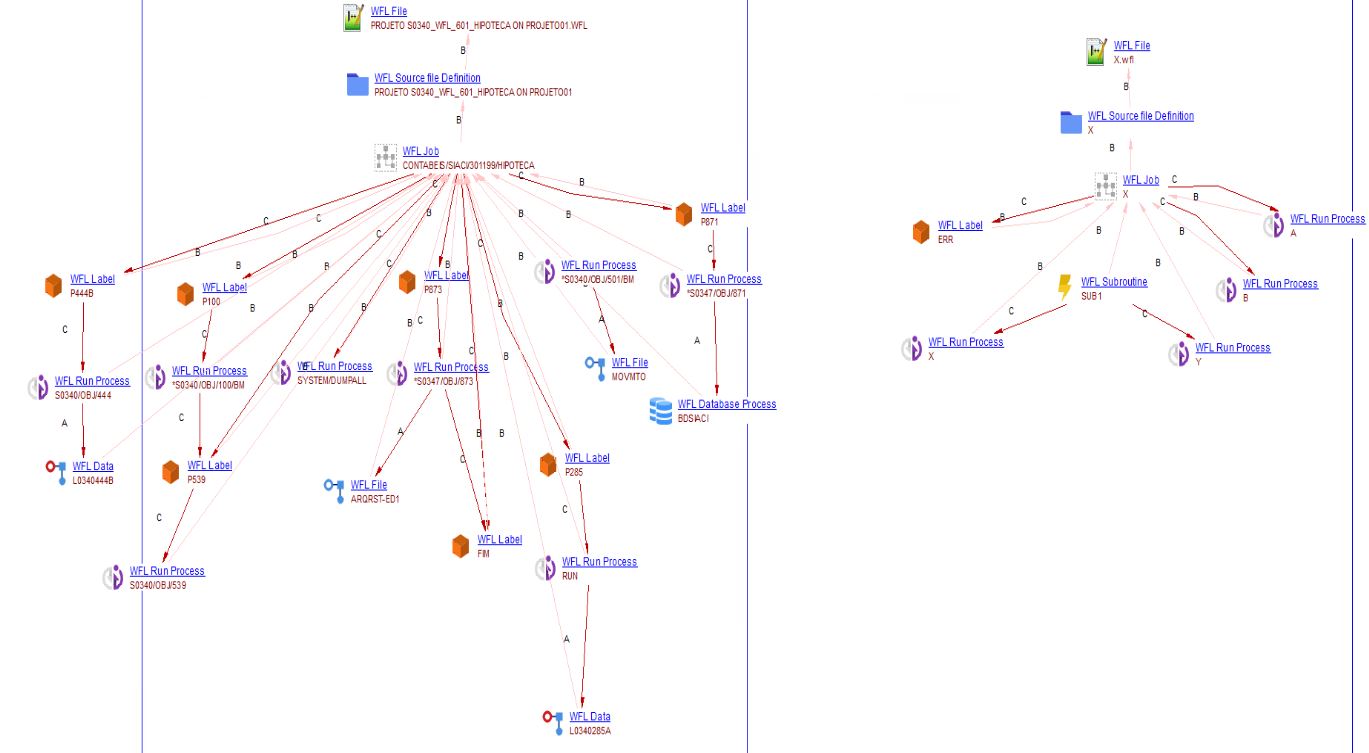 WFL File
PROJETO S0340_WFL_601_HIPOTECA ON PROJETO01.WFL
B
WFL Source file Definition
PROJETO S0340_WFL_601_HIPOTECA ON PROJETO01
B
WFL Job
CONTABEIS/SIACI/301199/HIPOTECA
C
C
B
WFL Label
P871
C
C
B
B
B
C
C
C
B
WFL Label
P444B
B
WFL Label
P100
B
B
C
B
WFL Label
P873
B
B
WFL Run Process
*S0340/OBJ/501/BM
WFL Run Process
*S0347/OBJ/871
C
C
B
B
B
B
C
B
A
A
WFL Run Process
S0340/OBJ/444
WFL Run Process
*S0340/OBJ/100/BM
WFL Run Process
SYSTEM/DUMPALL
B
WFL Run Process
*S0347/OBJ/873
C
B
WFL File
MOVMTO
WFL Database Process
BDSIACI
A
C
A
C
B
B
WFL Data
L0340444B
WFL Label
P539
WFL File
ARQRST-ED1
WFL Label
P285
C
C
WFL Label
FIM
WFL Run Process
S0340/OBJ/539
WFL Run Process
RUN
A
WFL Data
L0340285A
WFL File
X.wfl
B
WFL Source file Definition
X
B
WFL Job
X
C
C
B
C
B
WFL Label
ERR
B
B
WFL Run Process
A
B
B
WFL Subroutine
SUB1
WFL Run Process
B
C
C
WFL Run Process
X
WFL Run Process
Y